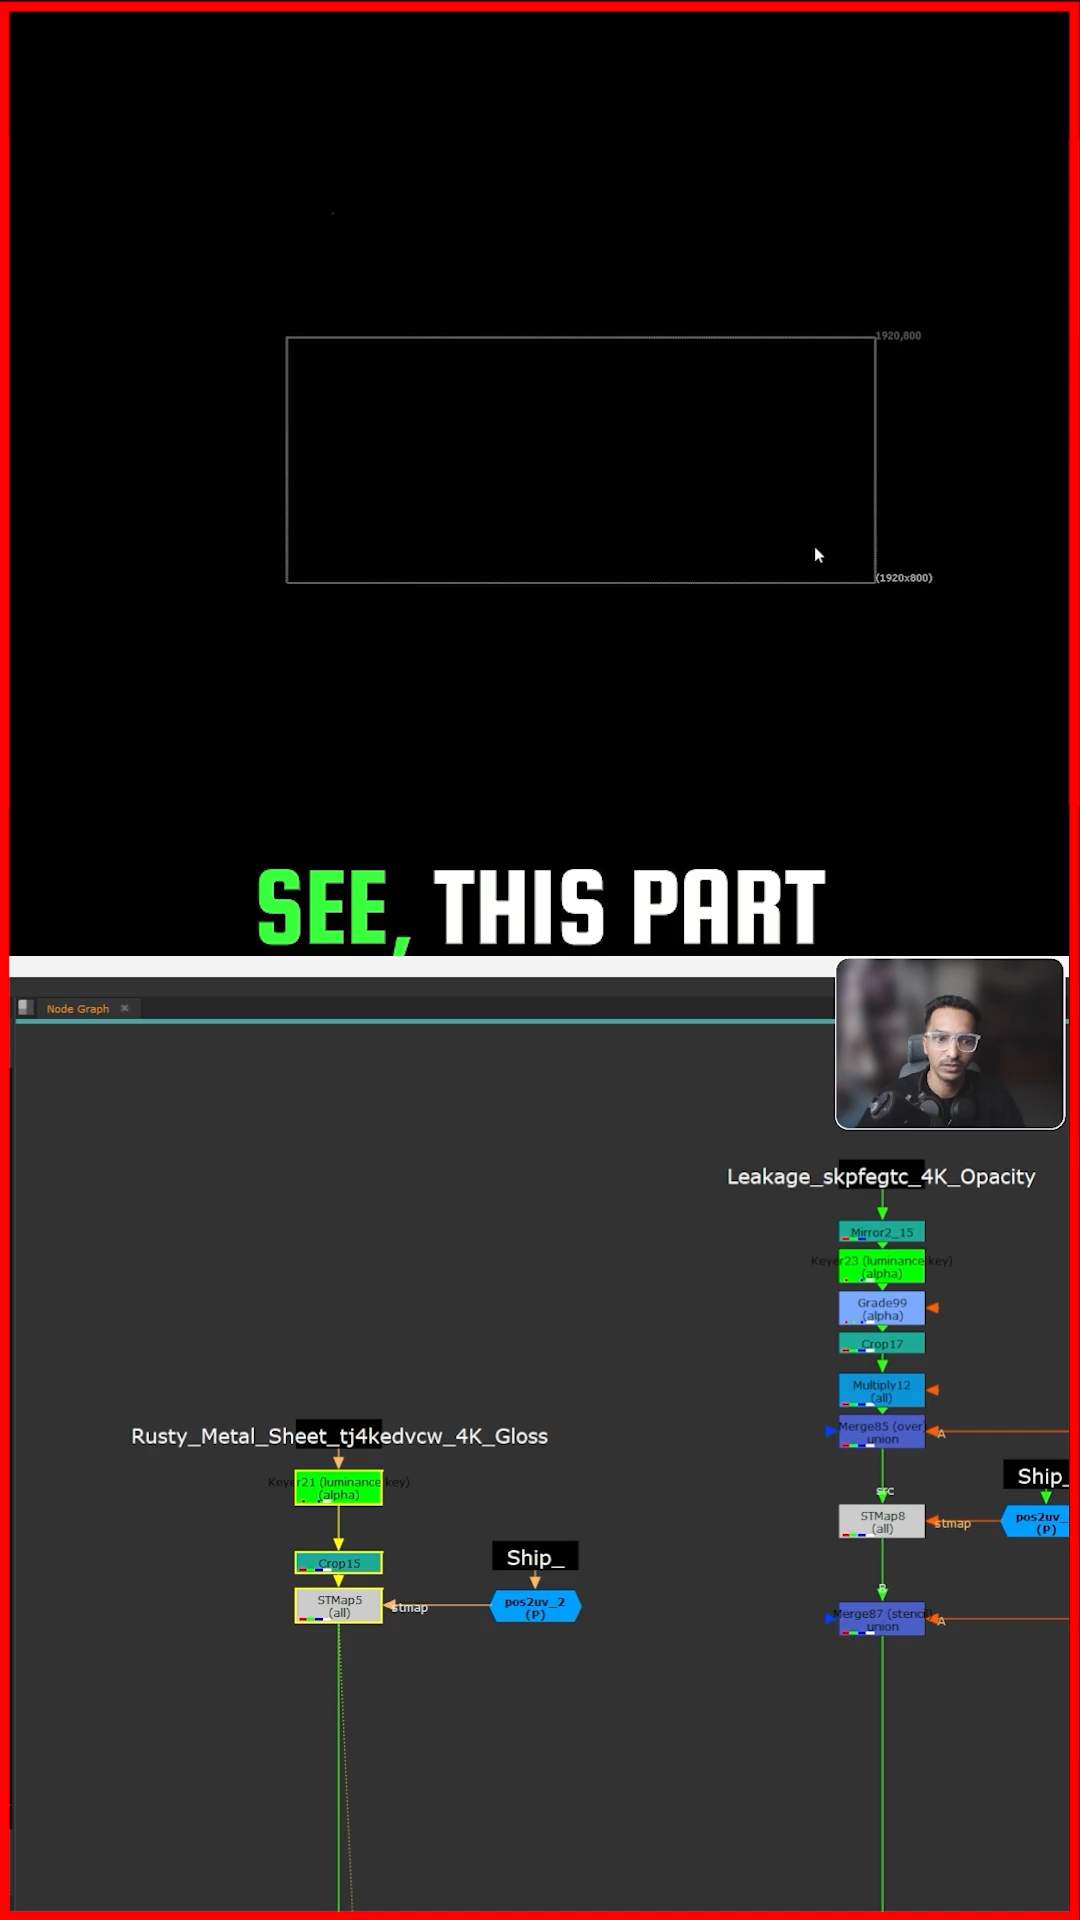 1920,800
(1920x800)
SEE, THIS PART
Node Graph
Leakage_skpfegtc_4K_Opacity
Mirror2_15
Keyer23 (luminance key)
(alpha)
Grade99
(alpha)
Crop17
Multiply12
(all)
Merge85 (over)
union
A
Rusty_Metal_Sheet_tj4kedvcw_4K_Gloss
Keyer21 (luminance key)
(alpha)
Ship_
src
STMap8
(all)
stmap
pos2uv_
(P)
Crop15
Ship_
STMap5
(all)
stmap
pos2uv_2
(P)
B
Merge87 (stencil)
union
A